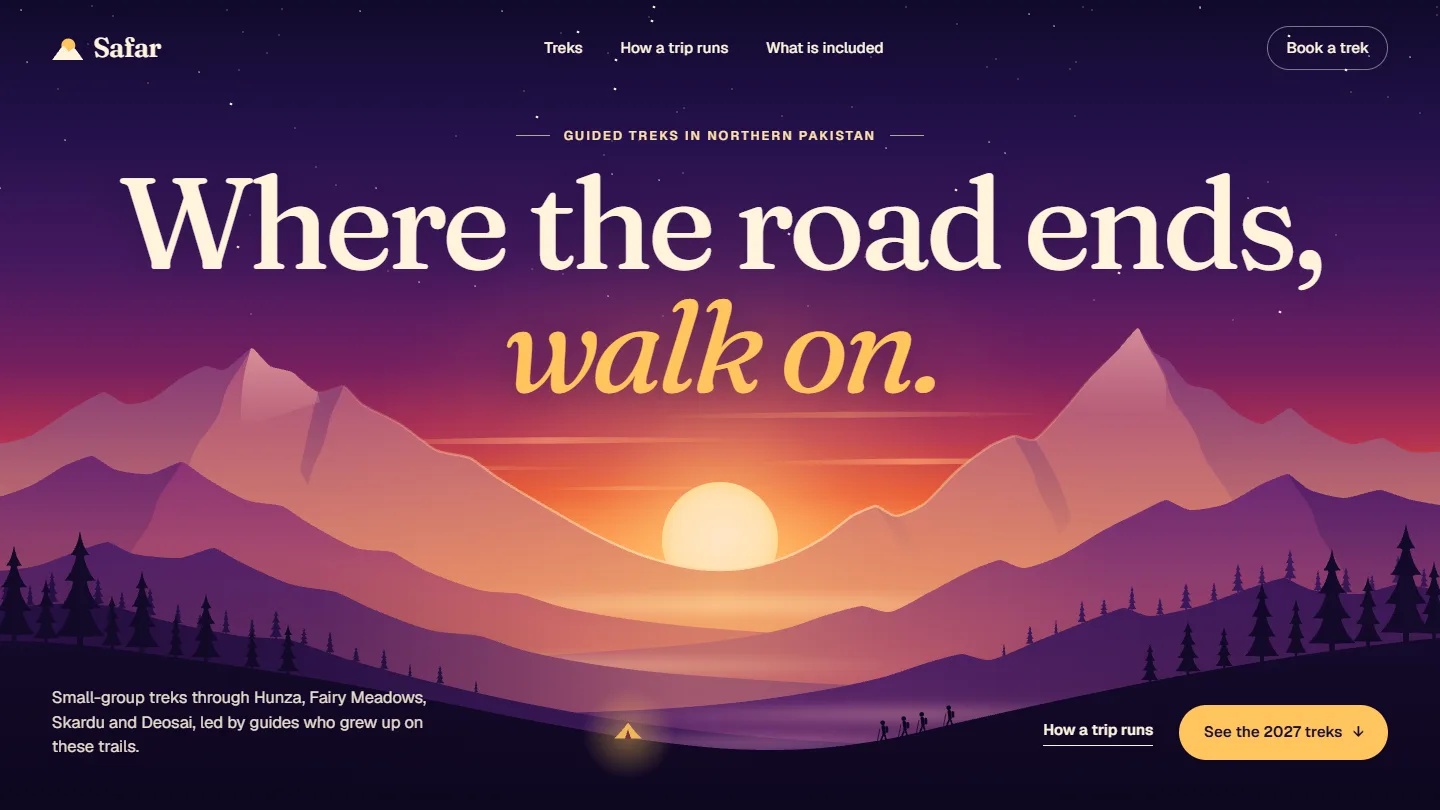 Safar
Treks
How a trip runs
What is included
Book a trek
GUIDED TREKS IN NORTHERN PAKISTAN
Where the road ends,
walk on.
Small-group treks through Hunza, Fairy Meadows,
Skardu and Deosai, led by guides who grew up on
these trails.
How a trip runs
See the 2027 treks ↓